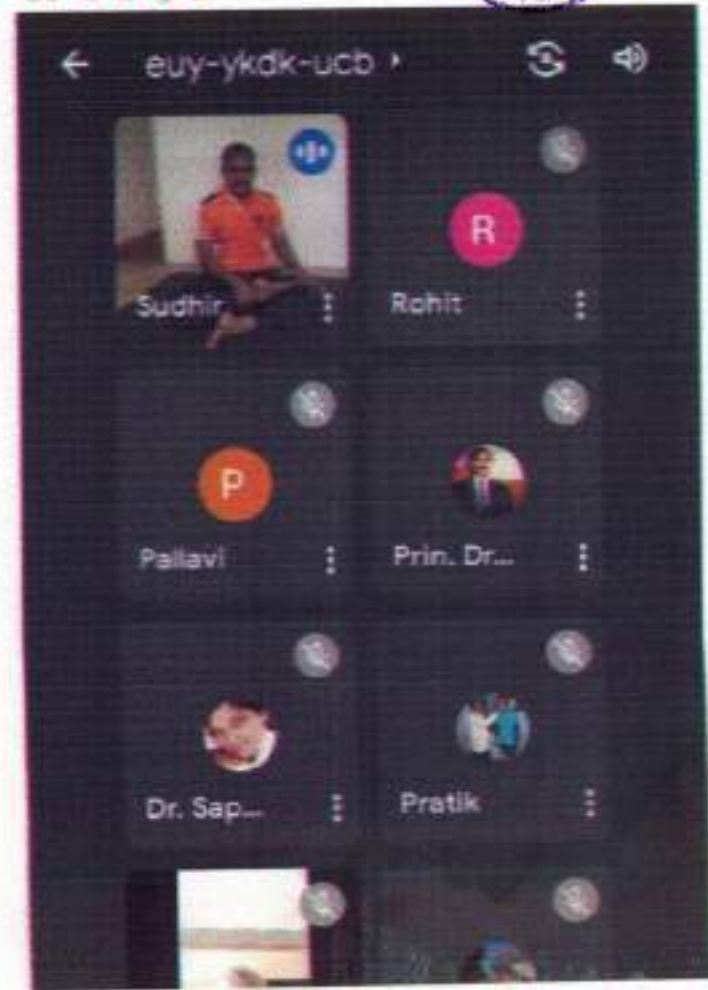 euy-ykdk-ucb
Sudhir
R
Rohit
P
Pallavi
Prin. Dr...
Dr. Sap...
Pratik